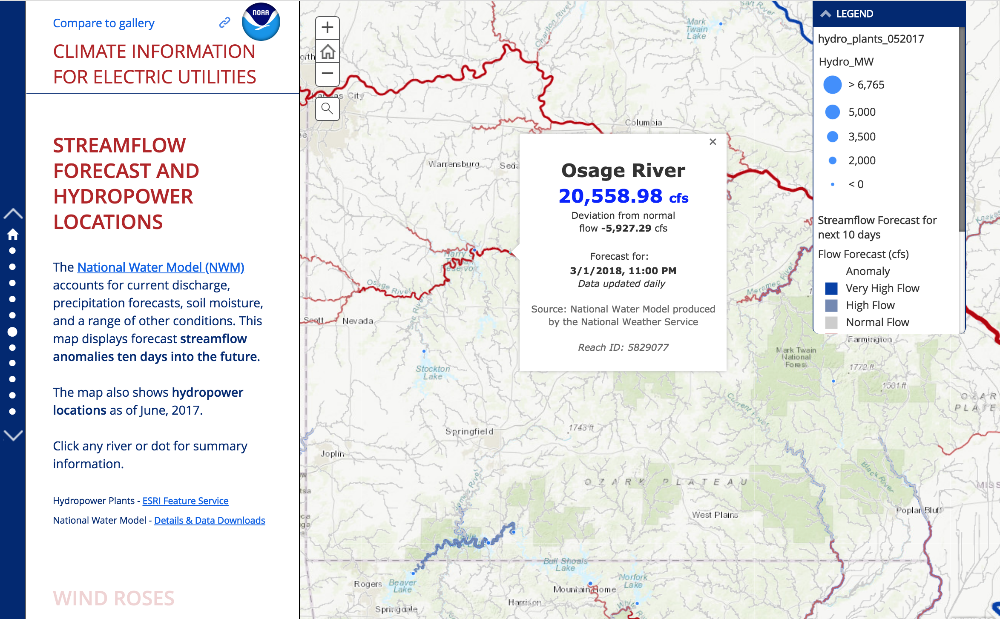 Compare to gallery
NOAA
CLIMATE INFORMATION
FOR ELECTRIC UTILITIES
STREAMFLOW
FORECAST AND
HYDROPOWER
LOCATIONS
The National Water Model (NWM)
accounts for current discharge,
precipitation forecasts, soil moisture,
and a range of other conditions. This
map displays forecast streamflow
anomalies ten days into the future.
The map also shows hydropower
locations as of June, 2017.
Click any river or dot for summary
information.
Hydropower Plants - ESRI Feature Service
National Water Model - Details & Data Downloads
WIND ROSES
Chariton River
Mark
Twain
Lake
Salt River
Columbia
Warrensburg
Osage River
20,558.98 cfs
Deviation from normal
flow -5,927.29 cfs
Forecast for:
3/1/2018, 11:00 PM
Data updated daily
Source: National Water Model produced
by the National Weather Service
Reach ID: 5829077
LEGEND
hydro_plants_052017
Hydro_MW
> 6,765
5,000
3,500
2,000
< 0
Streamflow Forecast for
next 10 days
Flow Forecast (cfs)
Anomaly
Very High Flow
High Flow
Normal Flow
Harry S
Reservoir
Osage River
Sac River
Scott
Nevada
Meramec River
Farmington
Mark Twain
National
Forest
1772 ft
1501 ft
Stockton
Lake
Current River
Springfield
1743 ft
Joplin
James River
OZARK PLATEAU
Black River
West Plains
Poplar Bluff
Bull Shoals
Lake
Norfork
Lake
Rogers
Beaver
Lake
Mountain Home
Harrison
Springdale